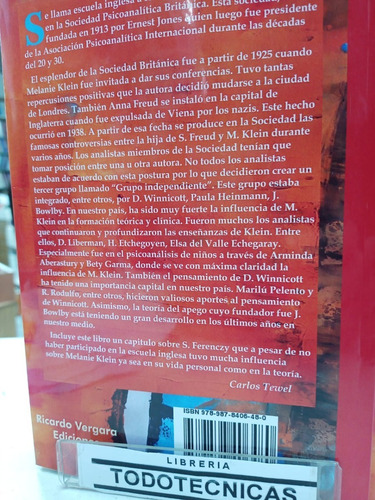 Se llama escuela inglesa
en la Sociedad Psicoanalítica Británica. Esta sociedad,
fundada en 1913 por Ernest Jones quien luego fue presidente
de la Asociación Psicoanalítica Internacional durante las décadas
del 20 y 30.
El esplendor de la Sociedad Británica fue a partir de 1925 cuando
Melanie Klein fue invitada a dar sus conferencias. Tuvo tantas
repercusiones positivas que la autora decidió mudarse a la ciudad
de Londres. También Anna Freud se instaló en la capital de
Inglaterra cuando fue expulsada de Viena por los nazis. Este hecho
ocurrió en 1938. A partir de esa fecha se produce en la Sociedad las
famosas controversias entre la hija de S. Freud y M. Klein durante
varios años. Los analistas miembros de la Sociedad tenían que
tomar posición entre una u otra autora. No todos los analistas
estaban de acuerdo con esta postura por lo que decidieron crear un
tercer grupo llamado "Grupo independiente". Este grupo estaba
integrado, entre otros, por D. Winnicott, Paula Heinmann, J.
Bowlby. En nuestro país, ha sido muy fuerte la influencia de M.
Klein en la formación teórica y clínica. Fueron muchos los analistas
que continuaron y profundizaron las enseñanzas de Klein. Entre
ellos, D. Liberman, H. Etchegoyen, Elsa del Valle Echegaray.
Especialmente fue en el psicoanálisis de niños a través de Arminda
Aberastury y Bety Garma, donde se ve con máxima claridad la
influencia de M. Klein. También el pensamiento de D. Winnicott
ha tenido una importancia capital en nuestro país. Marilú Pelento y
R. Rodulfo, entre otros, hicieron valiosos aportes al pensamiento
de Winnicott. Asimismo, la teoría del apego cuyo fundador fue J.
Bowlby está teniendo un gran desarrollo en los últimos años en
nuestro medio.
Incluye este libro un capítulo sobre S. Ferenczy que a pesar de no
haber participado en la escuela inglesa tuvo mucha influencia
sobre Melanie Klein ya sea en su vida personal como en la teoría.
Carlos Tewel
ISBN 978-987-8406-48-0
Ricardo Vergara
Ediciones
LIBRERIA
TODOTECNICAS